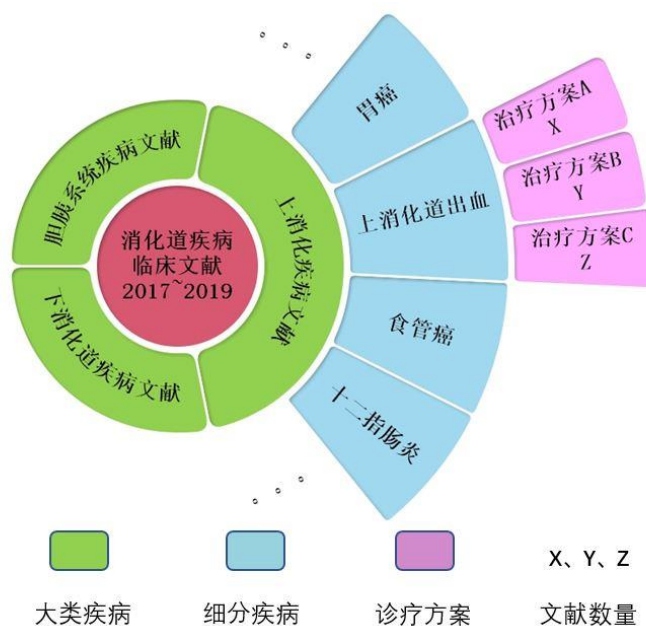 胃癌
治疗方案A
X
胆胰系统疾病文献
上消化道出血
治疗方案B
Y
消化道疾病
临床文献
2017~2019
上消化疾病文献
治疗方案C
Z
食管癌
下消化道疾病文献
十二指肠炎
X、Y、Z
大类疾病
细分疾病
诊疗方案
文献数量